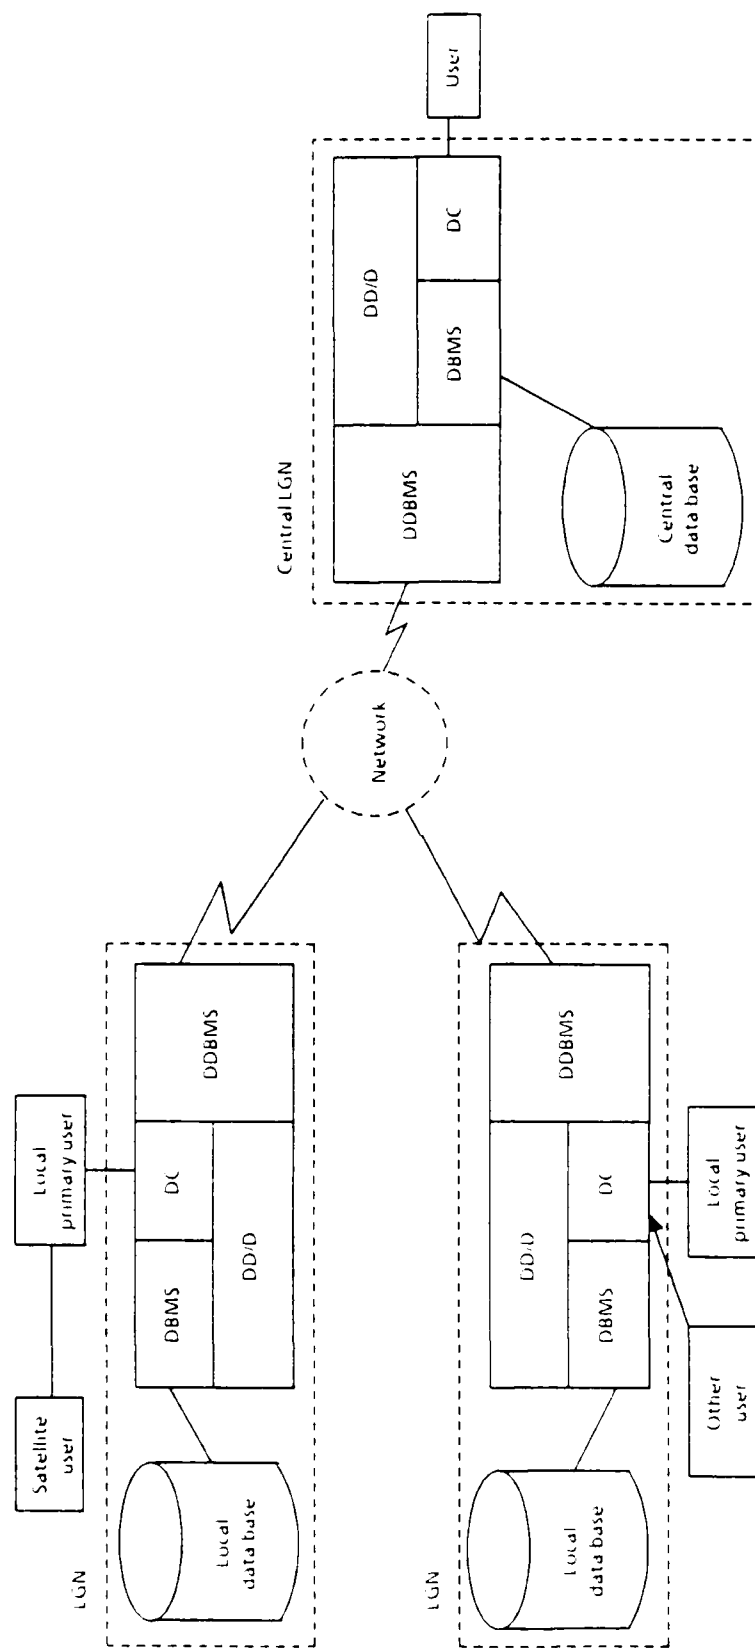 Satellite
user
Local
primary user
LGN
Local
data base
DBMS
DC
DD/D
DDBMS
Network
Central LGN
DDBMS
DD/D
DBMS
DC
User
Central
data base
LGN
Local
data base
DD/D
DBMS
DC
DDBMS
Other
user
Local
primary user